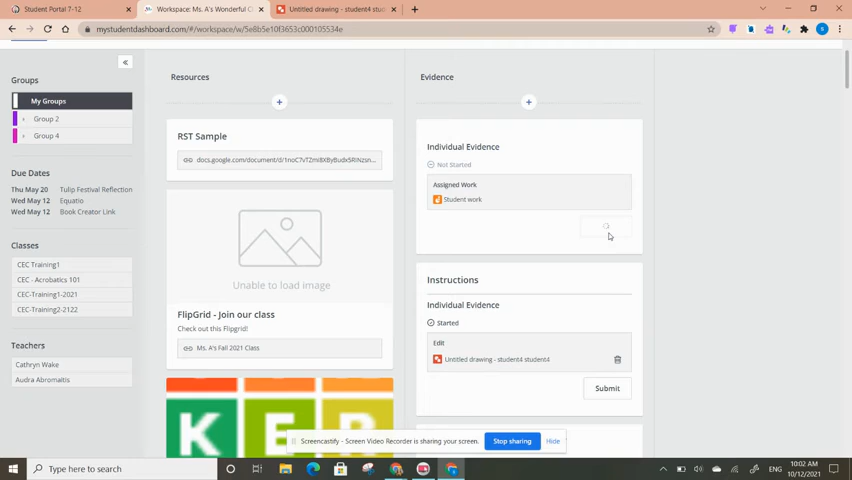 Student Portal 7-12
Workspace: Ms. A's Wonderful Cl
Untitled drawing - student4 stud
mystudentdashboard.com/#/workspace/w/5e8b5e10f3653c0000105534e
Groups
My Groups
Group 2
Group 4
Due Dates
Thu May 20 Tulip Festival Reflection
Wed May 12 Equatio
Wed May 12 Book Creator Link
Classes
CEC Training1
CEC - Acrobatics 101
CEC-Training1-2021
CEC-Training2-2122
Teachers
Cathryn Wake
Audra Abromaitis
Resources
RST Sample
Unable to load image
FlipGrid - Join our class
Check out this Flipgrid!
Ms. A's Fall 2021 Class
KER
Evidence
Individual Evidence
Not Started
Assigned Work
Student work
Instructions
Individual Evidence
Started
Edit
Untitled drawing - student4 student4
Submit
Screencastify - Screen Video Recorder is sharing your screen.
Stop sharing
Hide
Type here to search
ENG
10:02 AM
10/12/2021